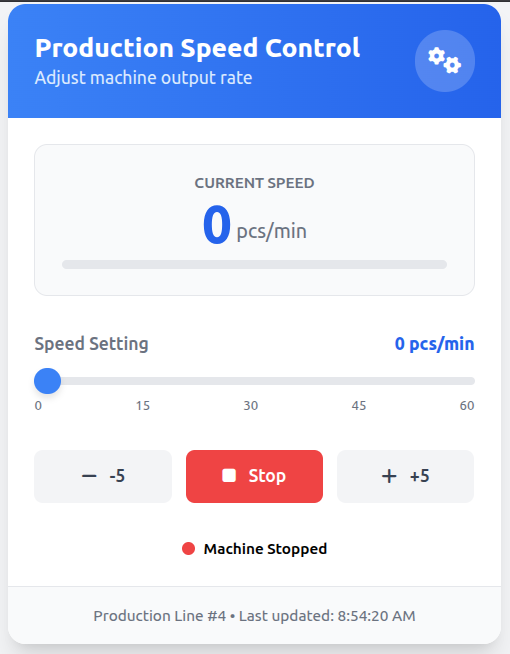 Production Speed Control
Adjust machine output rate
CURRENT SPEED
0 pcs/min
Speed Setting 0 pcs/min
0 15 30 45 60
-5 Stop +5
Machine Stopped
Production Line #4 • Last updated: 8:54:20 AM